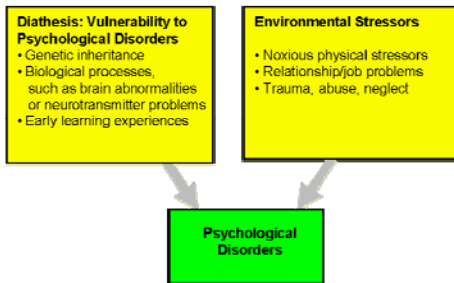 Diathesis: Vulnerability to
Psychological Disorders
• Genetic inheritance
• Biological processes,
such as brain abnormalities
or neurotransmitter problems
• Early learning experiences
Environmental Stressors
• Noxious physical stressors
• Relationship/job problems
• Trauma, abuse, neglect
Psychological
Disorders